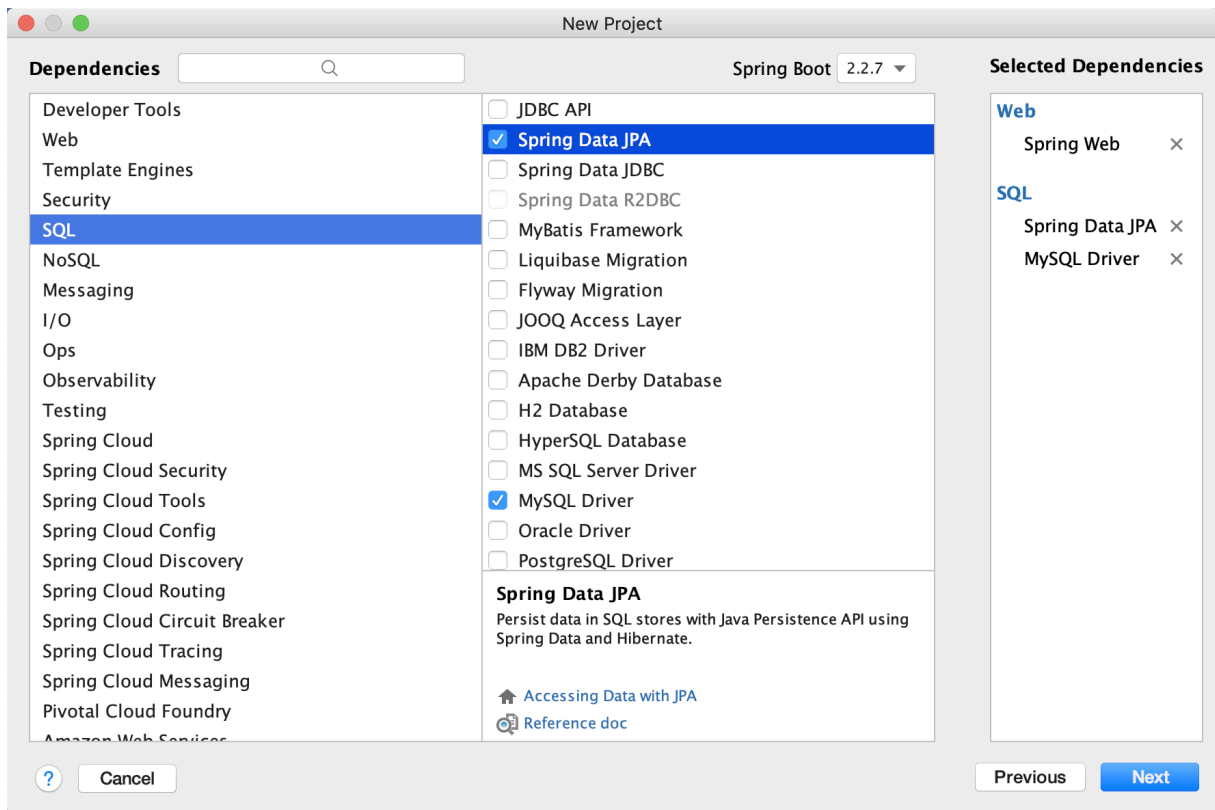 New Project
Dependencies
Spring Boot 2.2.7
Selected Dependencies
Developer Tools
Web
Template Engines
Security
SQL
NoSQL
Messaging
I/O
Ops
Observability
Testing
Spring Cloud
Spring Cloud Security
Spring Cloud Tools
Spring Cloud Config
Spring Cloud Discovery
Spring Cloud Routing
Spring Cloud Circuit Breaker
Spring Cloud Tracing
Spring Cloud Messaging
Pivotal Cloud Foundry
Amazon Web Services
JDBC API
Spring Data JPA
Spring Data JDBC
Spring Data R2DBC
MyBatis Framework
Liquibase Migration
Flyway Migration
JOOQ Access Layer
IBM DB2 Driver
Apache Derby Database
H2 Database
HyperSQL Database
MS SQL Server Driver
MySQL Driver
Oracle Driver
PostgreSQL Driver
Spring Data JPA
Persist data in SQL stores with Java Persistence API using
Spring Data and Hibernate.
Accessing Data with JPA
Reference doc
Web
Spring Web
SQL
Spring Data JPA
MySQL Driver
?
Cancel
Previous
Next